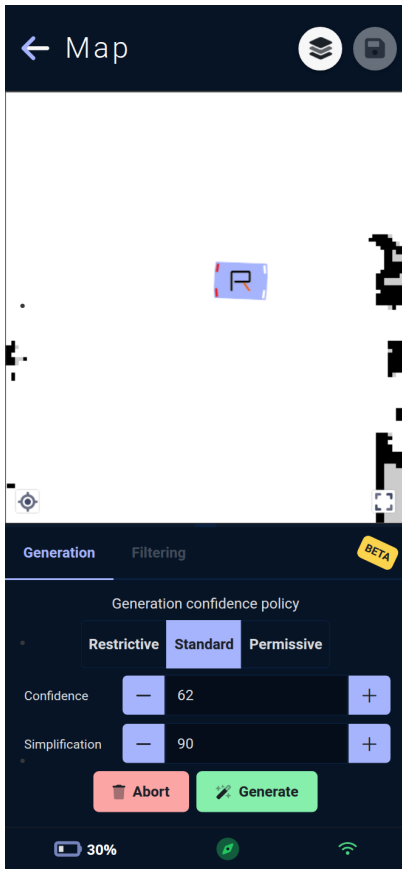 Map
R
Generation
Filtering
BETA
Generation confidence policy
Restrictive Standard Permissive
Confidence
62
Simplification
90
Abort
Generate
30%